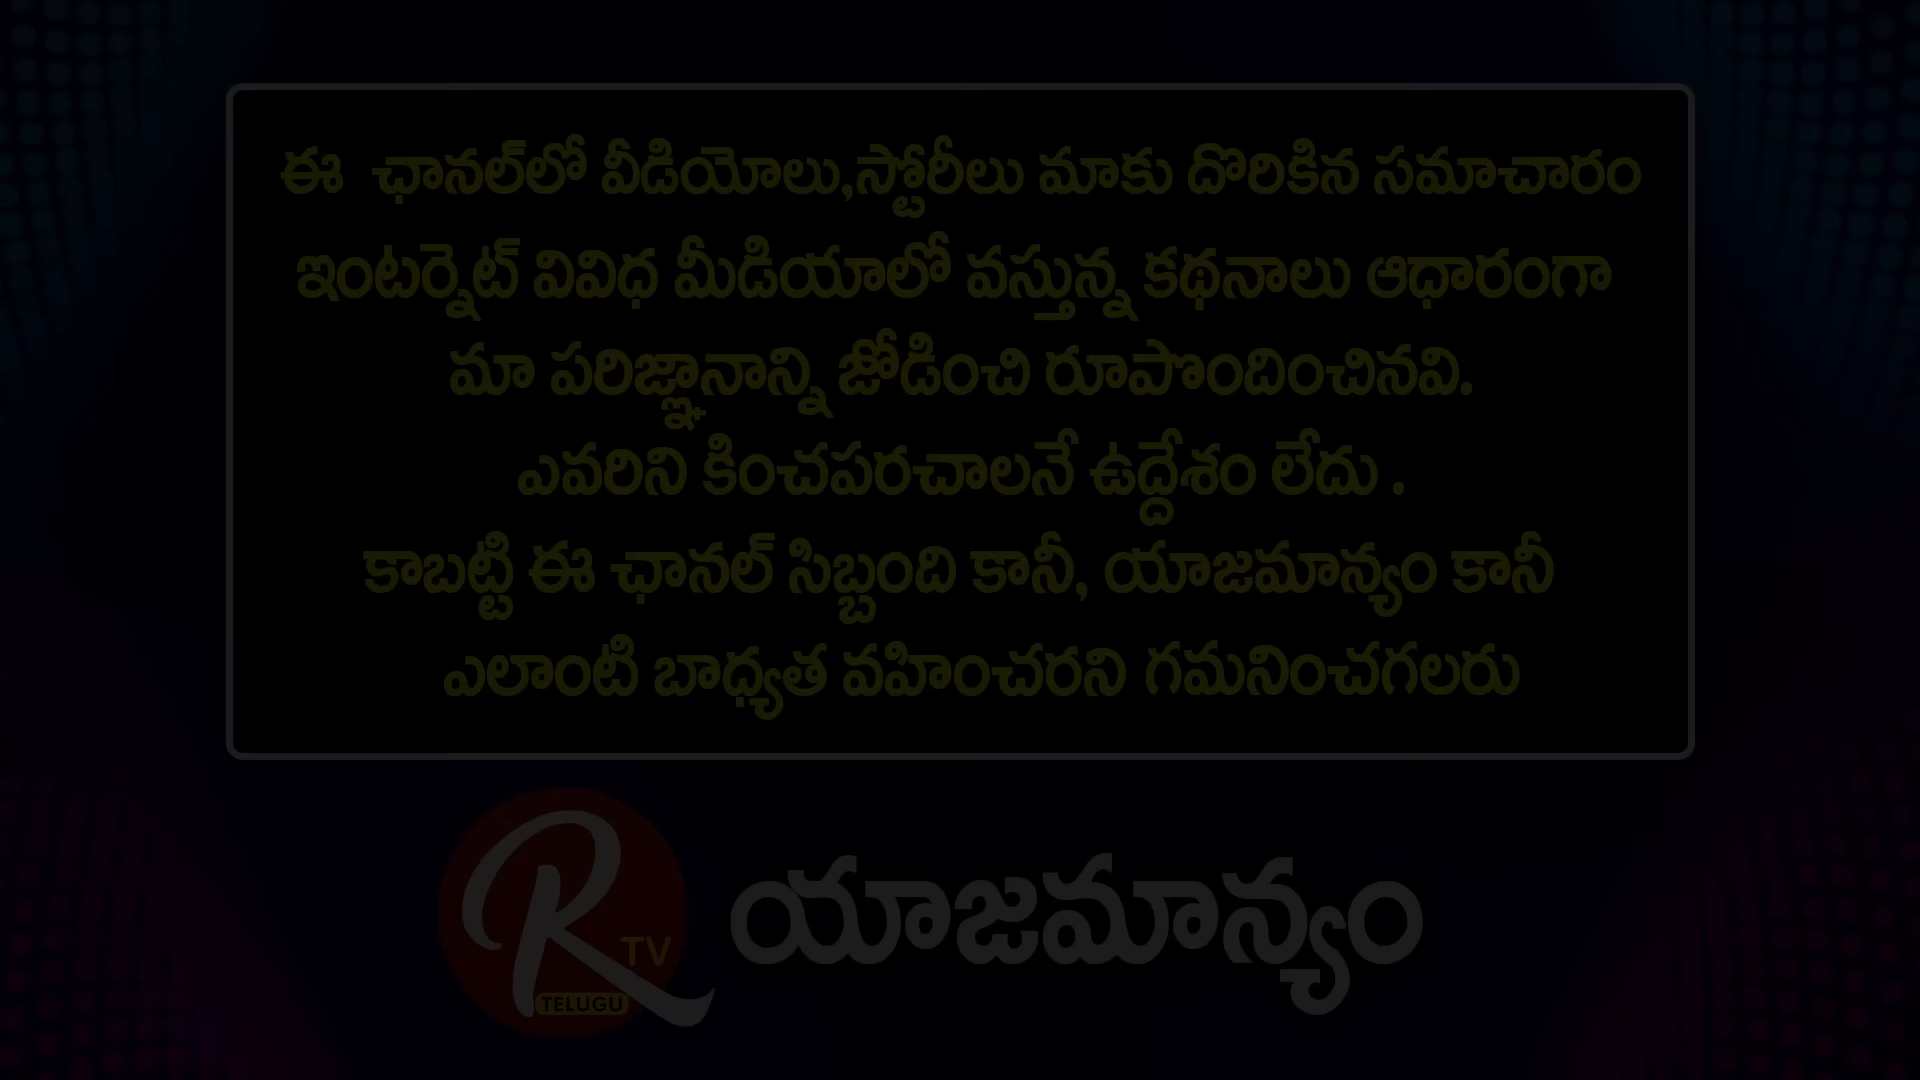 ఈ ఛానల్‌లో వీడియోలు,స్టోరీలు మాకు దొరికిన సమాచారం
ఇంటర్నెట్ వివిధ మీడియాలో వస్తున్న కథనాలు ఆధారంగా
మా పరిజ్ఞానాన్ని జోడించి రూపొందించినవి.
ఎవరిని కించపరచాలనే ఉద్దేశం లేదు .
కాబట్టి ఈ ఛానల్ సిబ్బంది కానీ, యాజమాన్యం కానీ
ఎలాంటి బాధ్యత వహించరని గమనించగలరు
R TV
TELUGU
యాజమాన్యం